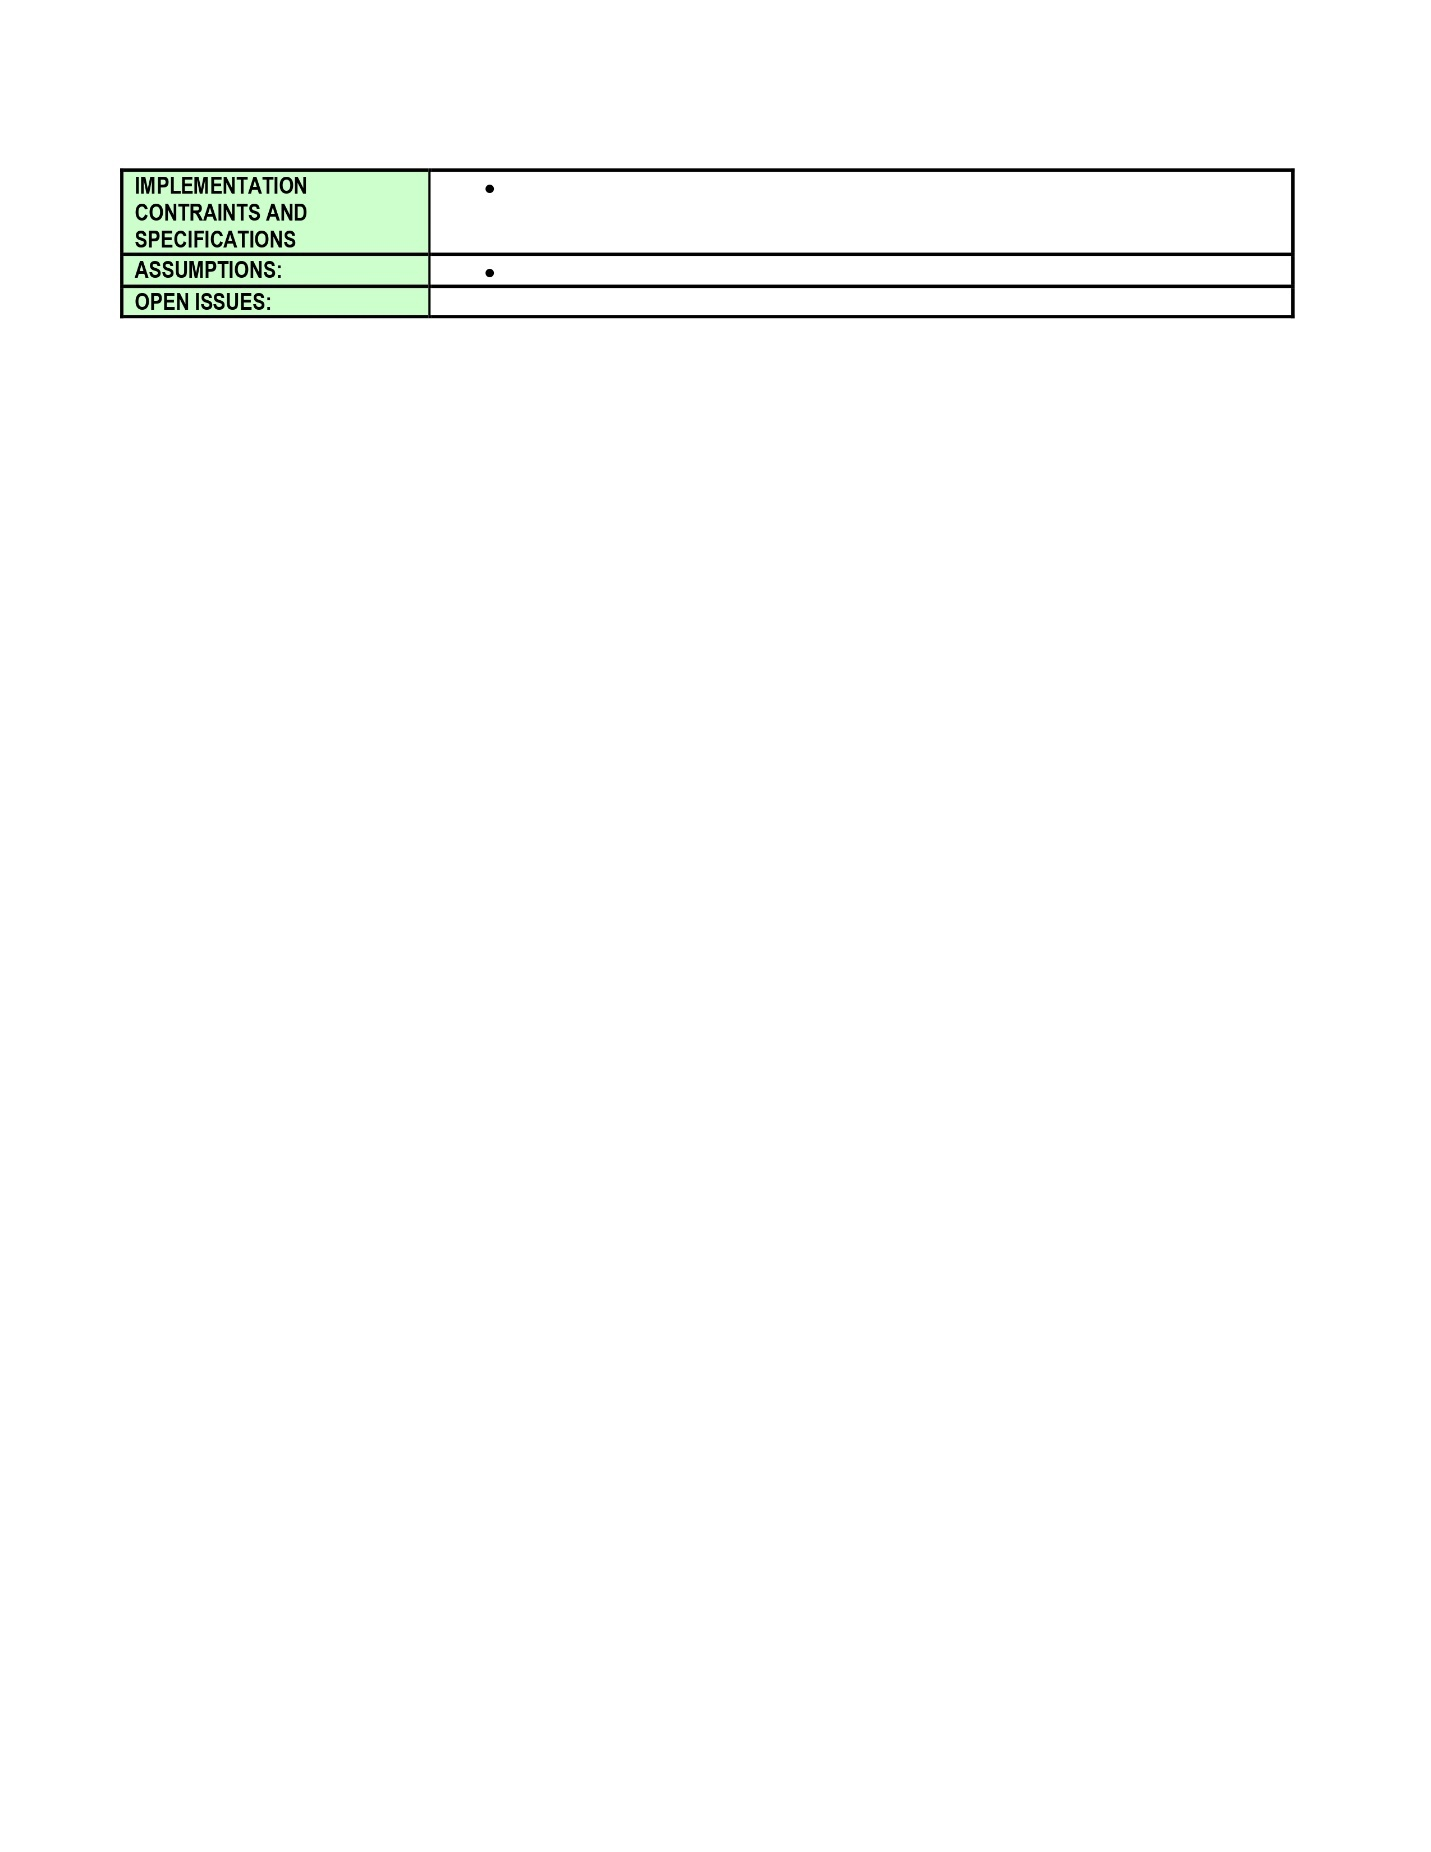 IMPLEMENTATION
CONTRAINTS AND
SPECIFICATIONS
•
ASSUMPTIONS:
•
OPEN ISSUES: